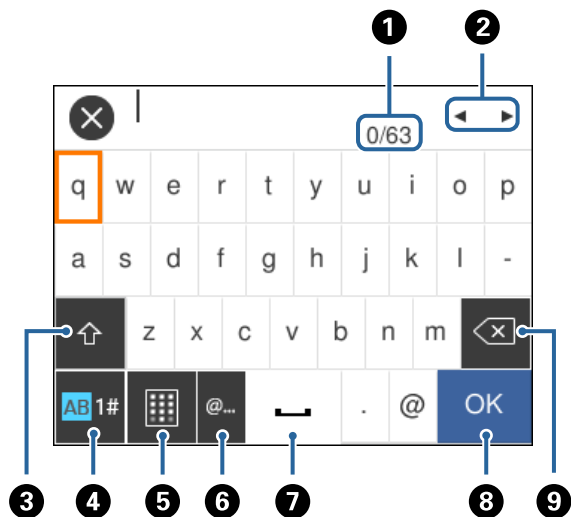 1 2
0/63 ◀ ▶
q w e r t y u i o p
a s d f g h j k l -
z x c v b n m
AB 1# @... . @ OK
3 4 5 6 7 8 9